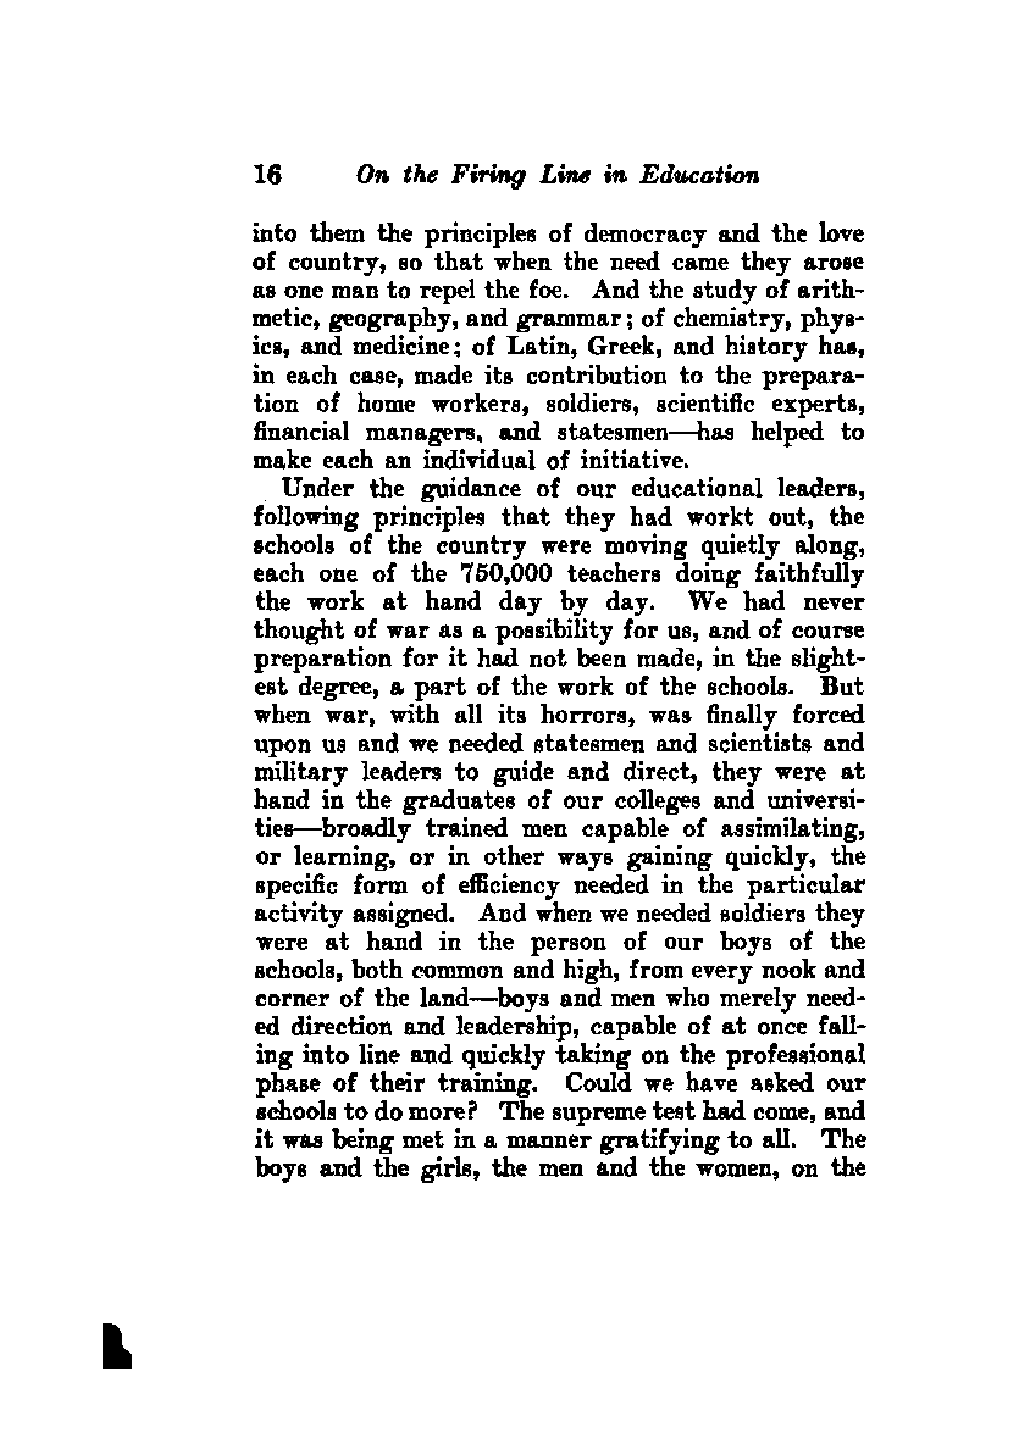 16 On the Firing Line in Education
into them the principles of democracy and the love
of country, so that when the need came they arose
as one man to repel the foe. And the study of arith-
metic, geography, and grammar; of chemistry, phys-
ics, and medicine; of Latin, Greek, and history has,
in each case, made its contribution to the prepara-
tion of home workers, soldiers, scientific experts,
financial managers, and statesmen—has helped to
make each an individual of initiative.
Under the guidance of our educational leaders,
following principles that they had workt out, the
schools of the country were moving quietly along,
each one of the 750,000 teachers doing faithfully
the work at hand day by day. We had never
thought of war as a possibility for us, and of course
preparation for it had not been made, in the slight-
est degree, a part of the work of the schools. But
when war, with all its horrors, was finally forced
upon us and we needed statesmen and scientists and
military leaders to guide and direct, they were at
hand in the graduates of our colleges and universi-
ties—broadly trained men capable of assimilating,
or learning, or in other ways gaining quickly, the
specific form of efficiency needed in the particular
activity assigned. And when we needed soldiers they
were at hand in the person of our boys of the
schools, both common and high, from every nook and
corner of the land—boys and men who merely need-
ed direction and leadership, capable of at once fall-
ing into line and quickly taking on the professional
phase of their training. Could we have asked our
schools to do more? The supreme test had come, and
it was being met in a manner gratifying to all. The
boys and the girls, the men and the women, on the